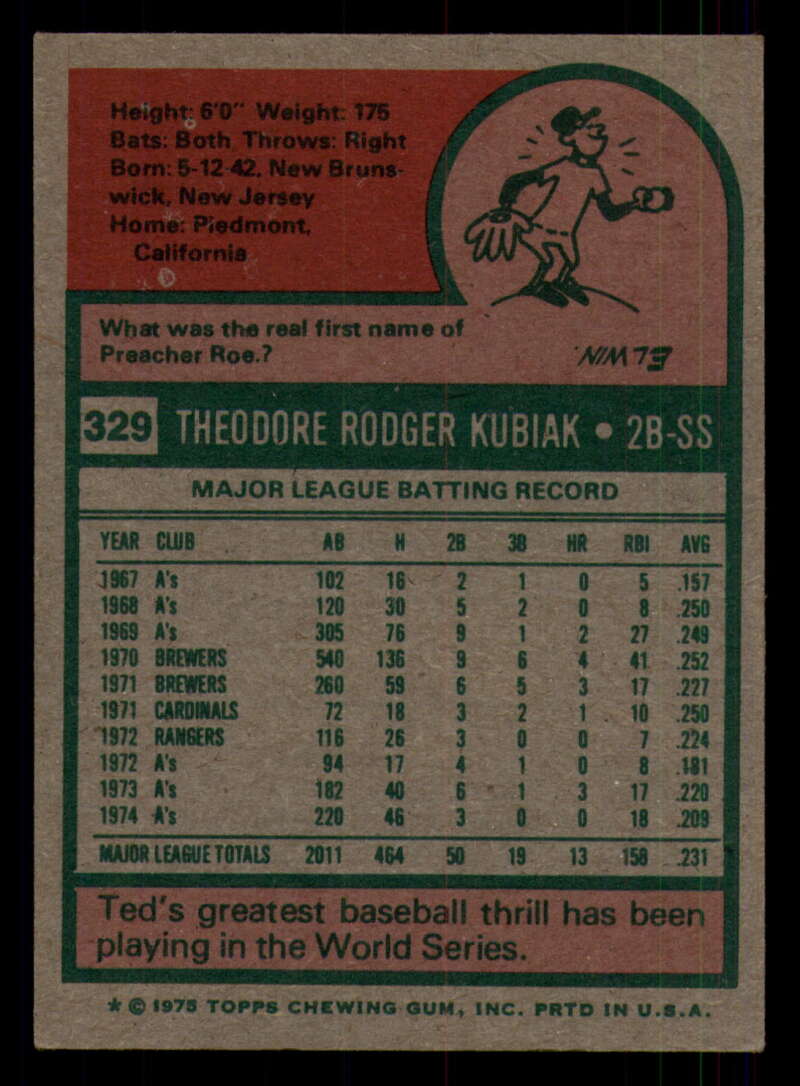 Height: 6'0" Weight: 175
Bats: Both Throws: Right
Born: 5-12-42, New Bruns-
wick, New Jersey
Home: Piedmont,
California
What was the real first name of
Preacher Roe.?
ELWIN.
329 THEODORE RODGER KUBIAK • 2B-SS
MAJOR LEAGUE BATTING RECORD
YEAR CLUB AB H 2B 3B HR RBI AVG
1967 A's 102 16 2 1 0 5 .157
1968 A's 120 30 5 2 0 8 .250
1969 A's 305 76 9 1 2 27 .249
1970 BREWERS 540 136 9 6 4 41 .252
1971 BREWERS 260 59 6 5 3 17 .227
1971 CARDINALS 72 18 3 2 1 10 .250
1972 RANGERS 116 26 3 0 0 7 .224
1972 A's 94 17 4 1 0 8 .181
1973 A's 182 40 6 1 3 17 .220
1974 A's 220 46 3 0 0 18 .209
MAJOR LEAGUE TOTALS 2011 464 50 19 13 158 .231
Ted's greatest baseball thrill has been
playing in the World Series.
* © 1975 TOPPS CHEWING GUM, INC. PRTD IN U.S.A.